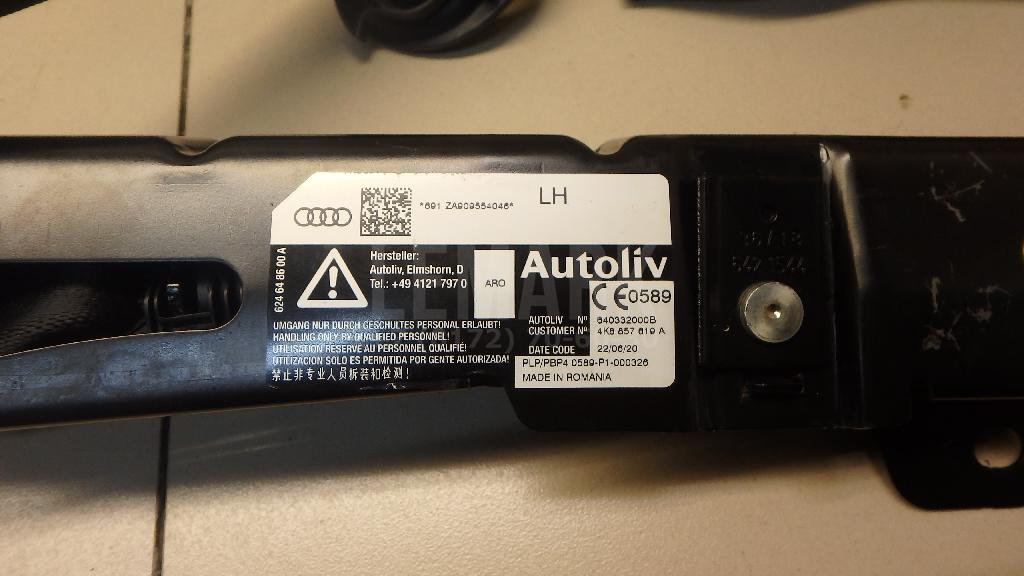 *691 ZA909554046*
LH
624 64 86 00 A
Hersteller:
Autoliv, Elmshorn, D
Tel.: +49 4121 797 0
ARO
Autoliv
CE0589
UMGANG NUR DURCH GESCHULTES PERSONAL ERLAUBT!
HANDLING ONLY BY QUALIFIED PERSONNEL!
UTILISATION RESERVE AU PERSONNEL QUALIFIÉ!
UTILIZACION SOLO ES PERMITIDA POR GENTE AUTORIZADA!
禁止非专业人员拆装和检测!
AUTOLIV Nº 640332000B
CUSTOMER Nº 4K8 857 619 A
DATE CODE 22/06/20
PLP/PBP4 0589-P1-000326
MADE IN ROMANIA